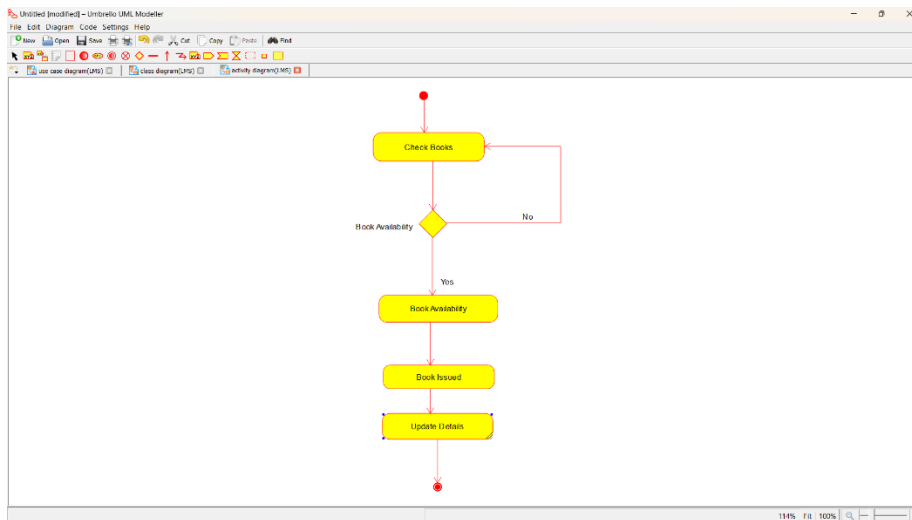 Untitled [modified] – Umbrello UML Modeller
File Edit Diagram Code Settings Help
New Open Save Cut Copy Paste Find
use case diagram(LMS) class diagram(LMS) activity diagram(LMS)
Check Books
No
Book Availability
Yes
Book Availability
Book Issued
Update Details
114% Fit 100%